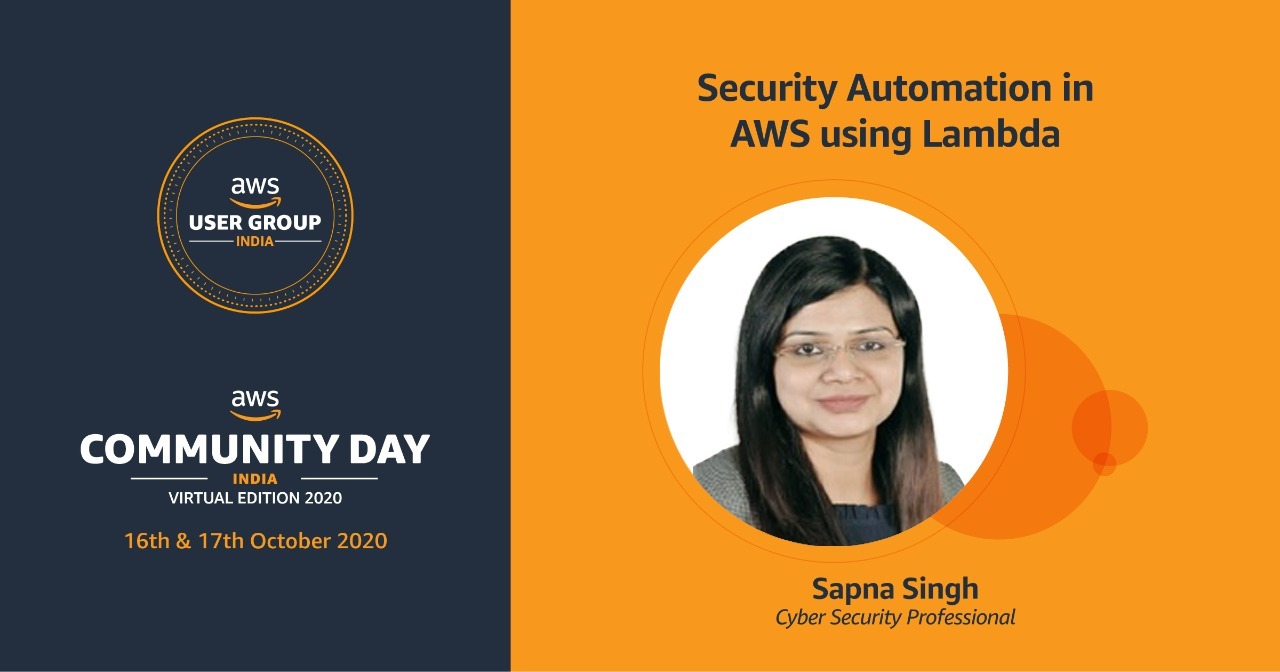 aws
USER GROUP
INDIA
aws
COMMUNITY DAY
INDIA
VIRTUAL EDITION 2020
16th & 17th October 2020
Security Automation in
AWS using Lambda
Sapna Singh
Cyber Security Professional